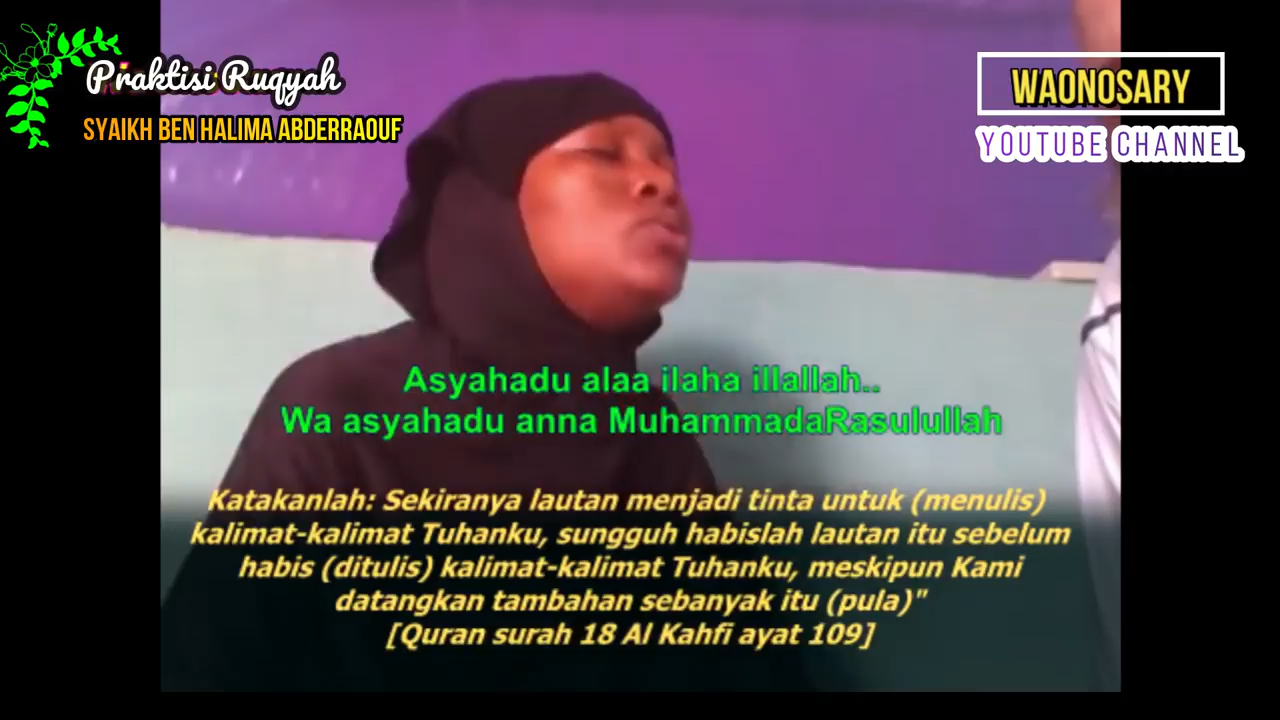 Praktisi Ruqyah
SYAIKH BEN HALIMA ABDERRAOUF
WAONOSARY
YOUTUBE CHANNEL
Asyahadu alaa ilaha illallah..
Wa asyahadu anna MuhammadaRasulullah
Katakanlah: Sekiranya lautan menjadi tinta untuk (menulis)
kalimat-kalimat Tuhanku, sungguh habislah lautan itu sebelum
habis (ditulis) kalimat-kalimat Tuhanku, meskipun Kami
datangkan tambahan sebanyak itu (pula)"
[Quran surah 18 Al Kahfi ayat 109]